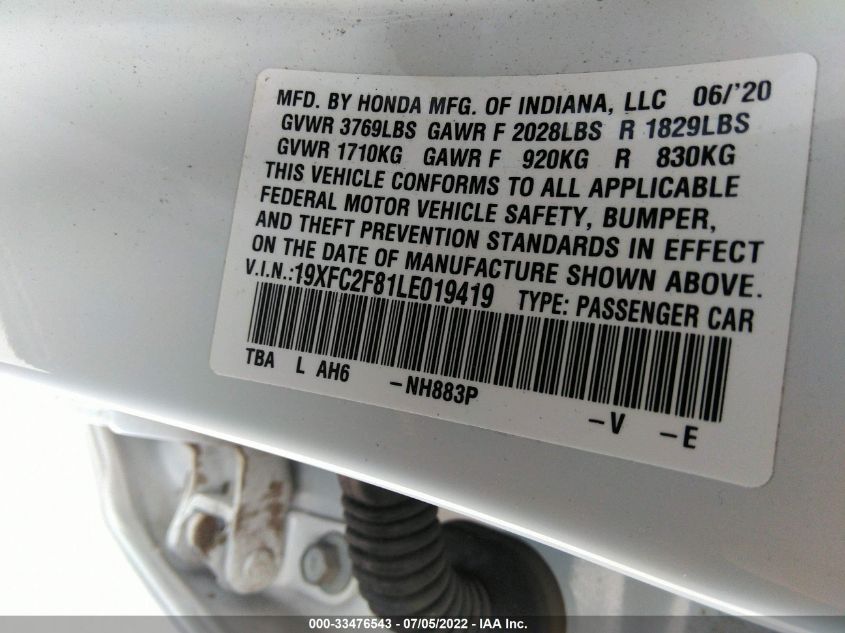 MFD. BY HONDA MFG. OF INDIANA, LLC 06/'20
GVWR 3769LBS GAWR F 2028LBS R 1829LBS
GVWR 1710KG GAWR F 920KG R 830KG
THIS VEHICLE CONFORMS TO ALL APPLICABLE
FEDERAL MOTOR VEHICLE SAFETY, BUMPER,
AND THEFT PREVENTION STANDARDS IN EFFECT
ON THE DATE OF MANUFACTURE SHOWN ABOVE.
V.I.N.:19XFC2F81LE019419 TYPE: PASSENGER CAR
TBA L AH6 -NH883P -V -E
000-33476543 / 07/05/2022 / IAA Inc.